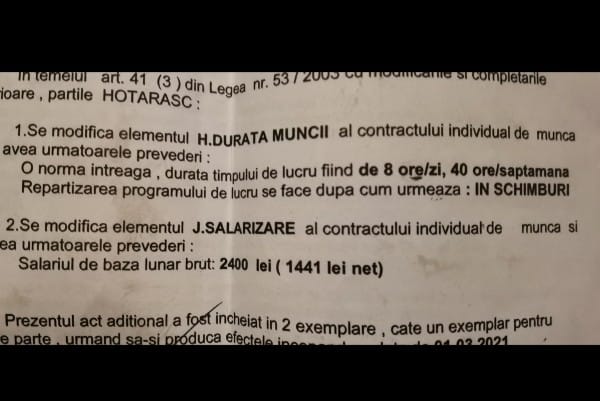 In temeiul art. 41 (3) din Legea nr. 53 / 2003 cu modificarile si completarile
ioare , partile HOTARASC :
1.Se modifica elementul H.DURATA MUNCII al contractului individual de munca
avea urmatoarele prevederi :
O norma intreaga , durata timpului de lucru fiind de 8 ore/zi, 40 ore/saptamana
Repartizarea programului de lucru se face dupa cum urmeaza : IN SCHIMBURI
2.Se modifica elementul J.SALARIZARE al contractului individual de munca si
ea urmatoarele prevederi :
Salariul de baza lunar brut: 2400 lei ( 1441 lei net)
Prezentul act aditional a fost incheiat in 2 exemplare , cate un exemplar pentru
e parte , urmand sa-si produca efectele 01.03.2021